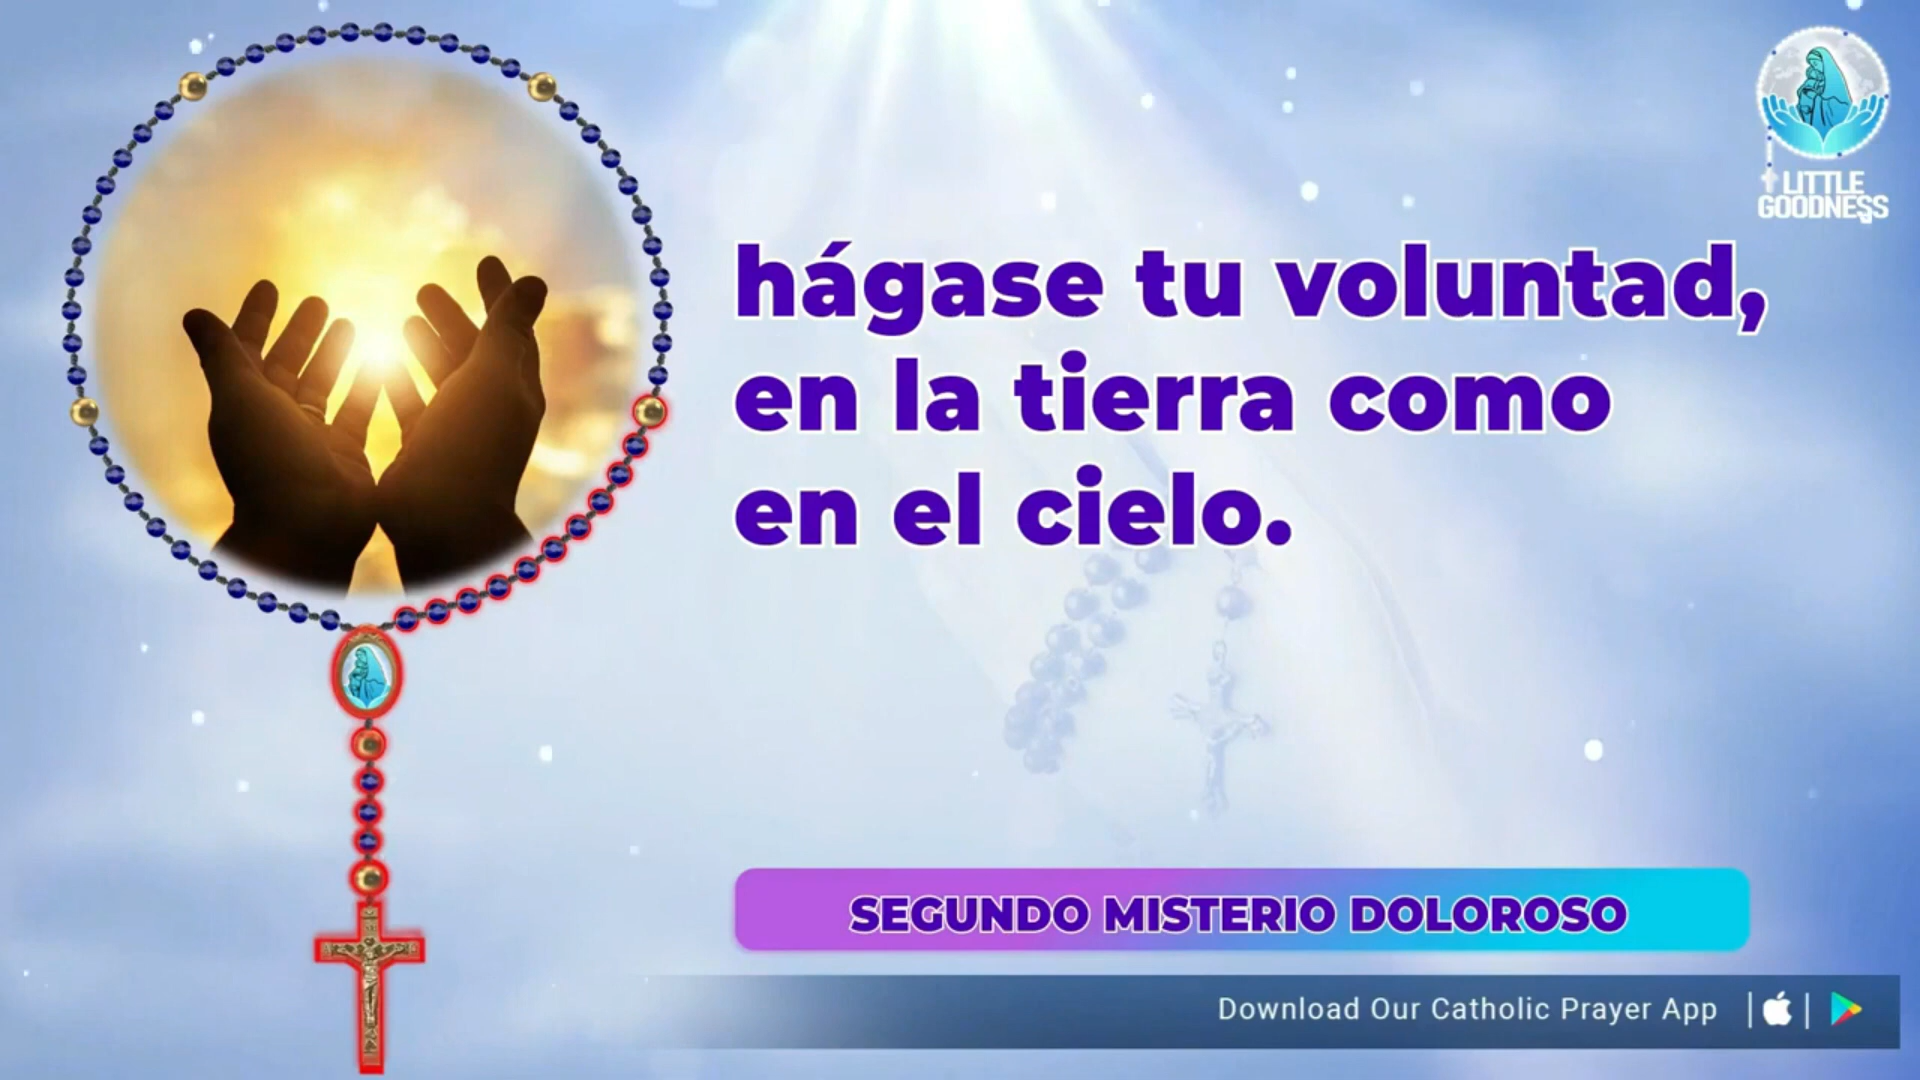 LITTLE
GOODNESS
hágase tu voluntad,
en la tierra como
en el cielo.
SEGUNDO MISTERIO DOLOROSO
Download Our Catholic Prayer App